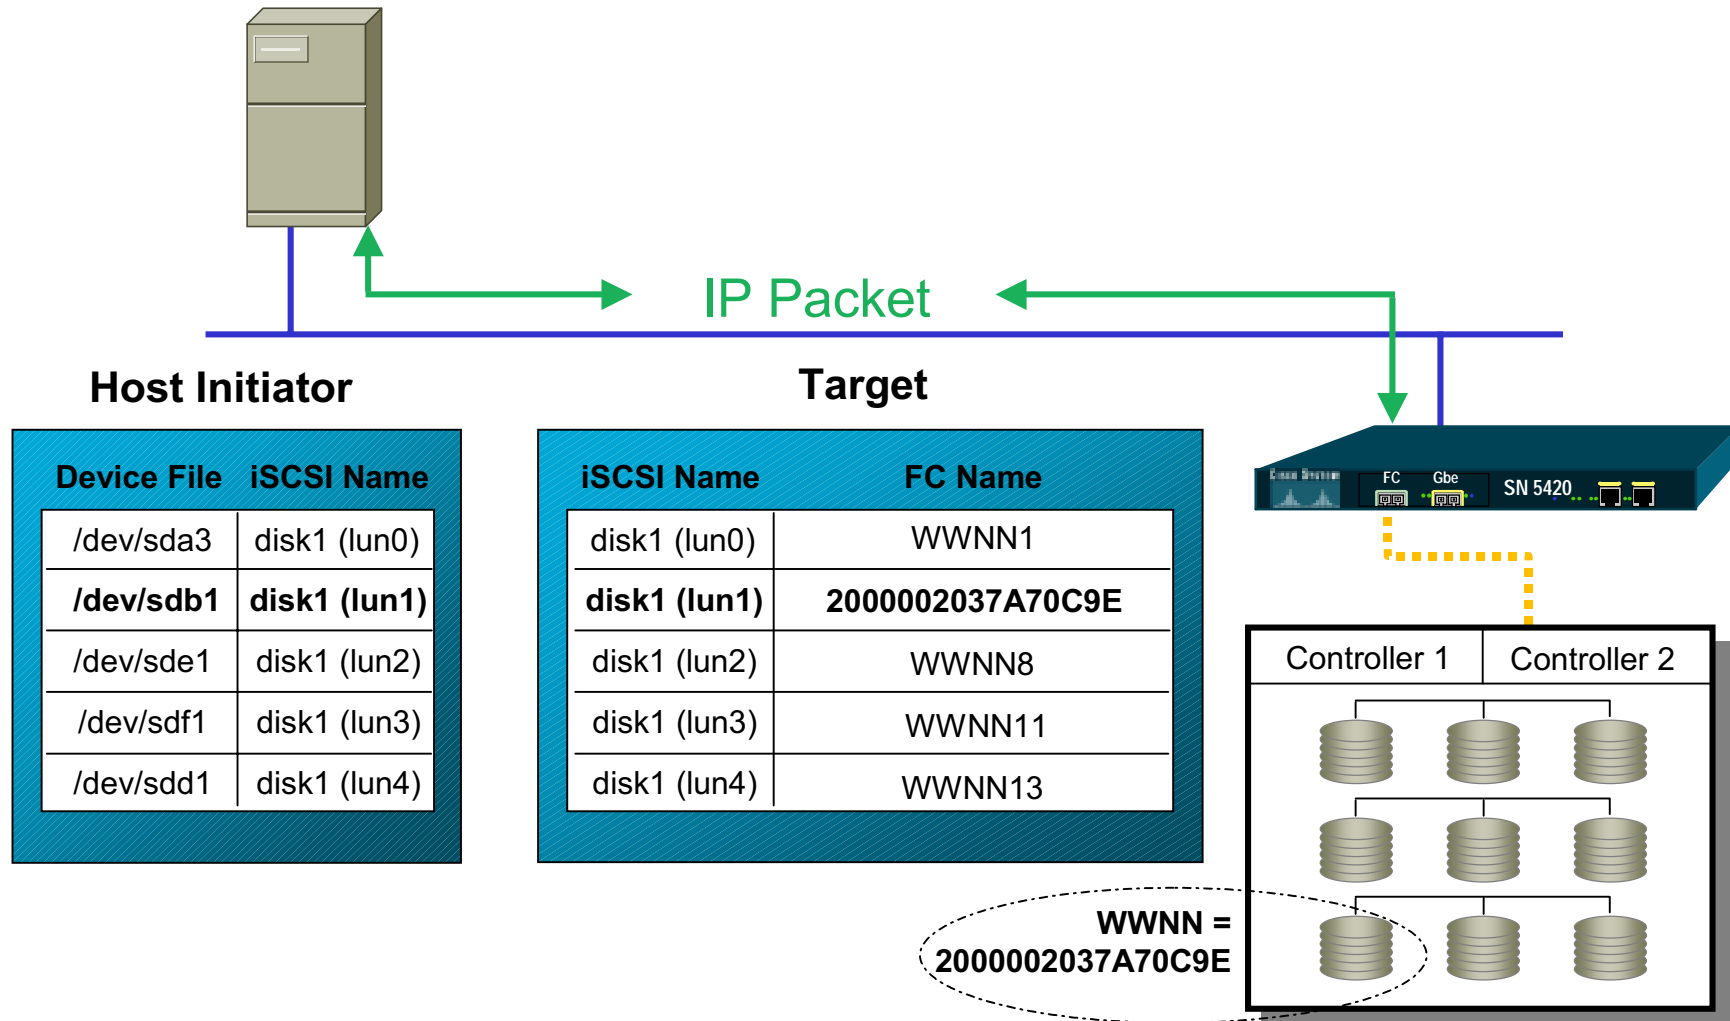 IP Packet
Host Initiator
Target
Device File iSCSI Name
/dev/sda3 disk1 (lun0)
/dev/sdb1 disk1 (lun1)
/dev/sde1 disk1 (lun2)
/dev/sdf1 disk1 (lun3)
/dev/sdd1 disk1 (lun4)
iSCSI Name FC Name
disk1 (lun0) WWNN1
disk1 (lun1) 2000002037A70C9E
disk1 (lun2) WWNN8
disk1 (lun3) WWNN11
disk1 (lun4) WWNN13
FC Gbe SN 5420
Controller 1 Controller 2
WWNN =
2000002037A70C9E